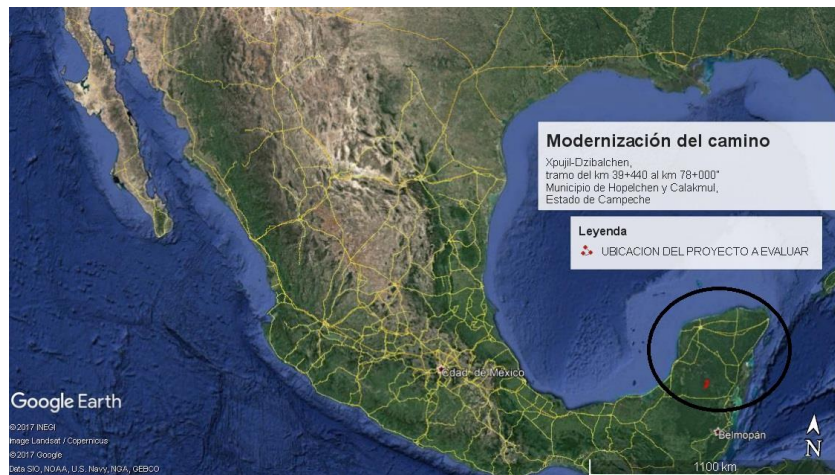 Modernización del camino
Xpujil-Dzibalchen,
tramo del km 39+440 al km 78+000"
Municipio de Hopelchen y Calakmul,
Estado de Campeche
Leyenda
UBICACION DEL PROYECTO A EVALUAR
Edad de México
Belmopán
Google Earth
©2017 INEGI
Image Landsat / Copernicus
©2017 Google
Data SIO, NOAA, U.S. Navy, NGA, GEBCO
1100 km
N